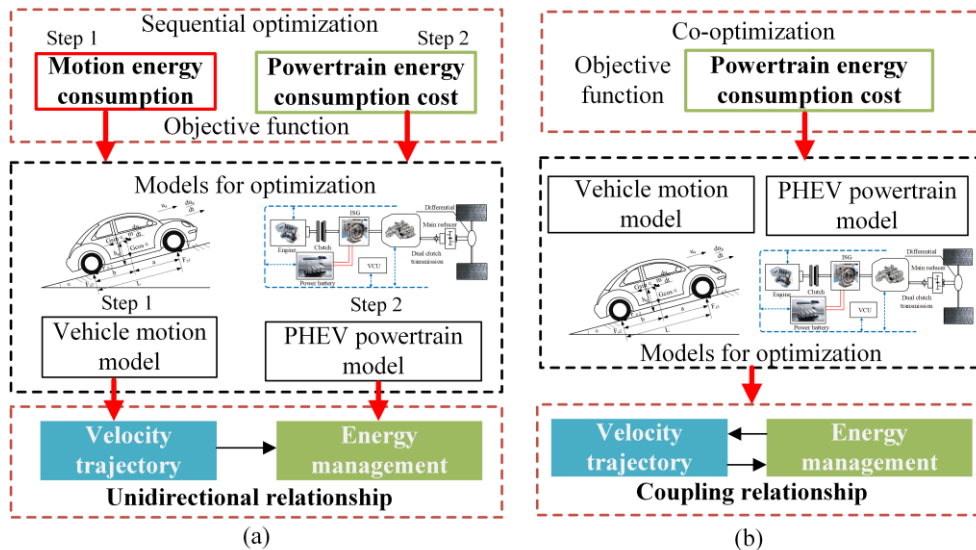 Sequential optimization
Step 1
Step 2
Motion energy
consumption
Powertrain energy
consumption cost
Objective function
Models for optimization
Differential
ISG
Main reducer
Engine
Clutch
Dual clutch
transmission
Power battery
VCU
L
Step 1
Step 2
Vehicle motion
model
PHEV powertrain
model
Velocity
trajectory
Energy
management
Unidirectional relationship
(a)
Co-optimization
Objective
function
Powertrain energy
consumption cost
Vehicle motion
model
PHEV powertrain
model
Differential
ISG
Main reducer
Engine
Clutch
Dual clutch
transmission
Power battery
VCU
L
Models for optimization
Velocity
trajectory
Energy
management
Coupling relationship
(b)